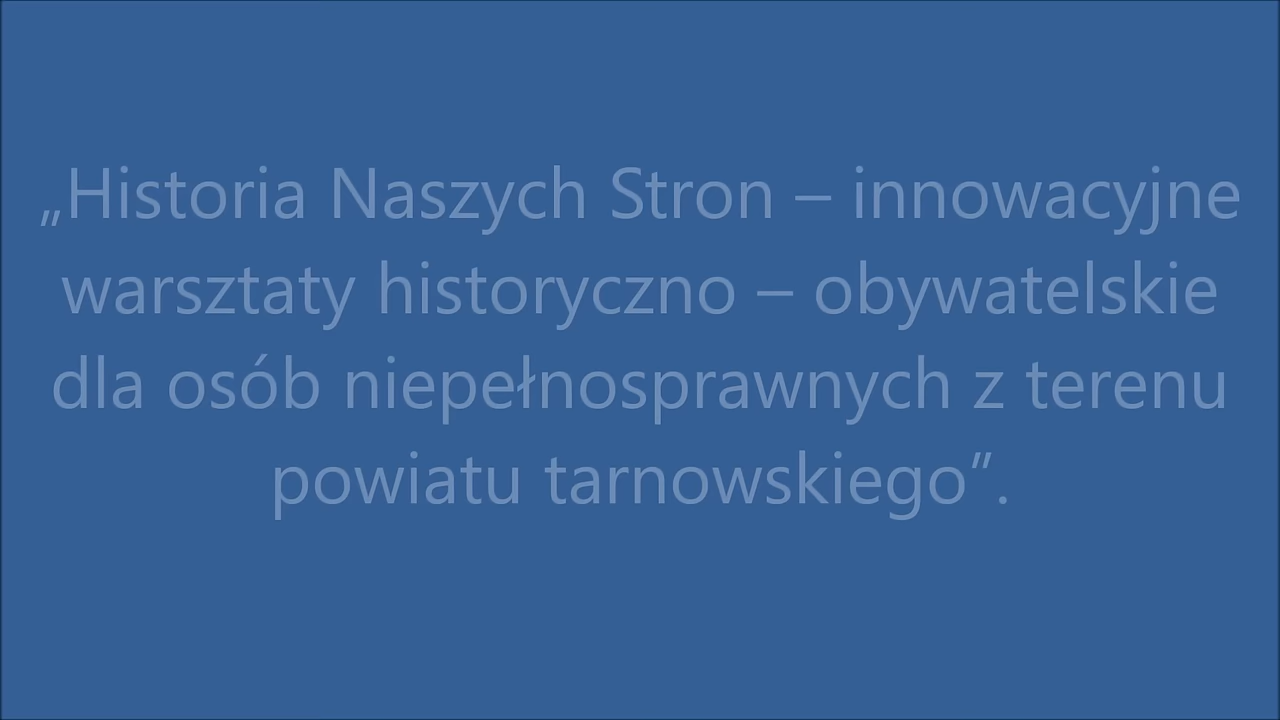 „Historia Naszych Stron – innowacyjne
warsztaty historyczno – obywatelskie
dla osób niepełnosprawnych z terenu
powiatu tarnowskiego”.